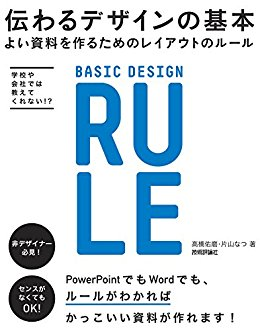 伝わるデザインの基本
よい資料を作るためのレイアウトのルール
学校や
会社では
教えて
くれない!?
BASIC DESIGN
RU
LE
高橋佑磨・片山なつ 著
技術評論社
非デザイナー
必見!
センスが
なくても
OK!
PowerPointでもWordでも、
ルールがわかれば
かっこいい資料が作れます!